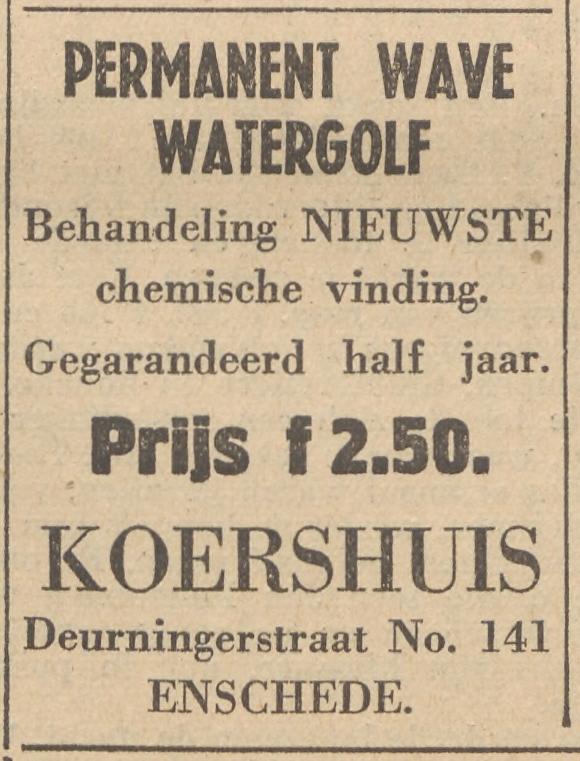 PERMANENT WAVE
WATERGOLF
Behandeling NIEUWSTE
chemische vinding.
Gegarandeerd half jaar.
Prijs f 2.50.
KOERSHUIS
Deurningerstraat No. 141
ENSCHEDE.